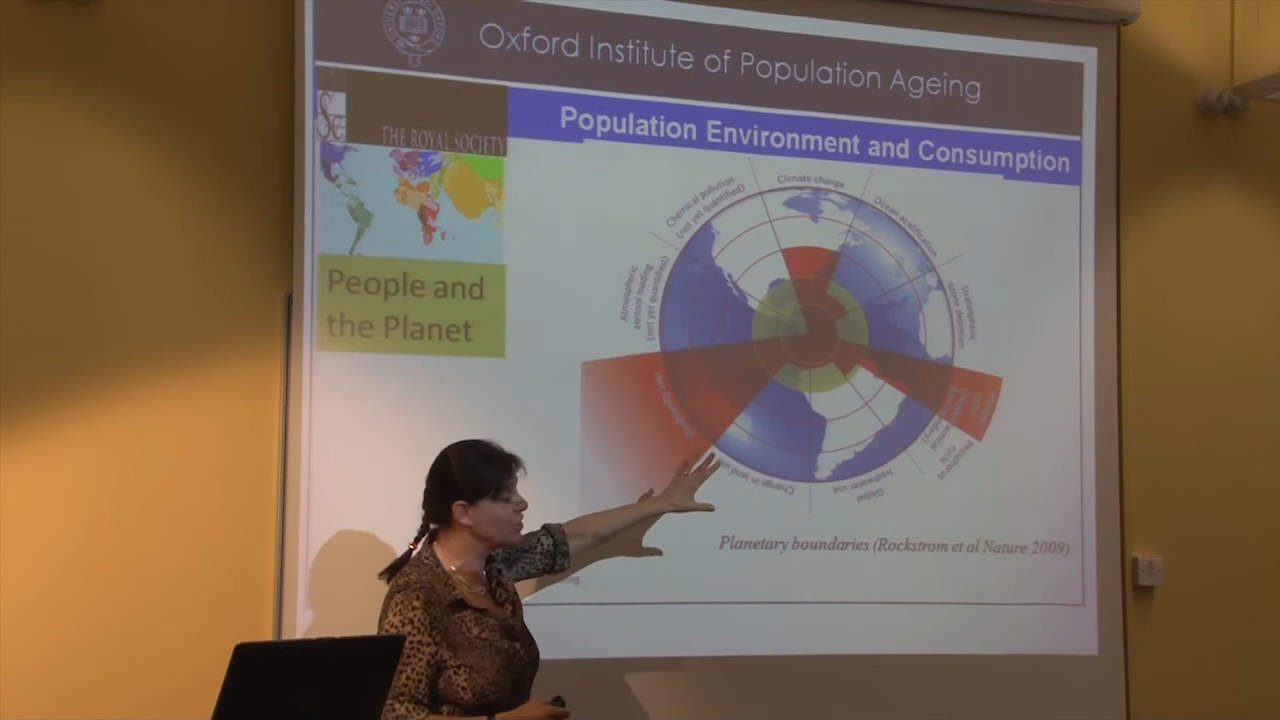 Oxford Institute of Population Ageing
THE ROYAL SOCIETY
Population Environment and Consumption
People and
the Planet
Climate change
Ocean acidification
Stratospheric
ozone depletion
Phosphorus
cycle
Global
freshwater use
Change in land use
Atmospheric
aerosol loading
(not yet quantified)
Chemical pollution
(not yet quantified)
Planetary boundaries (Rockstrom et al Nature 2009)